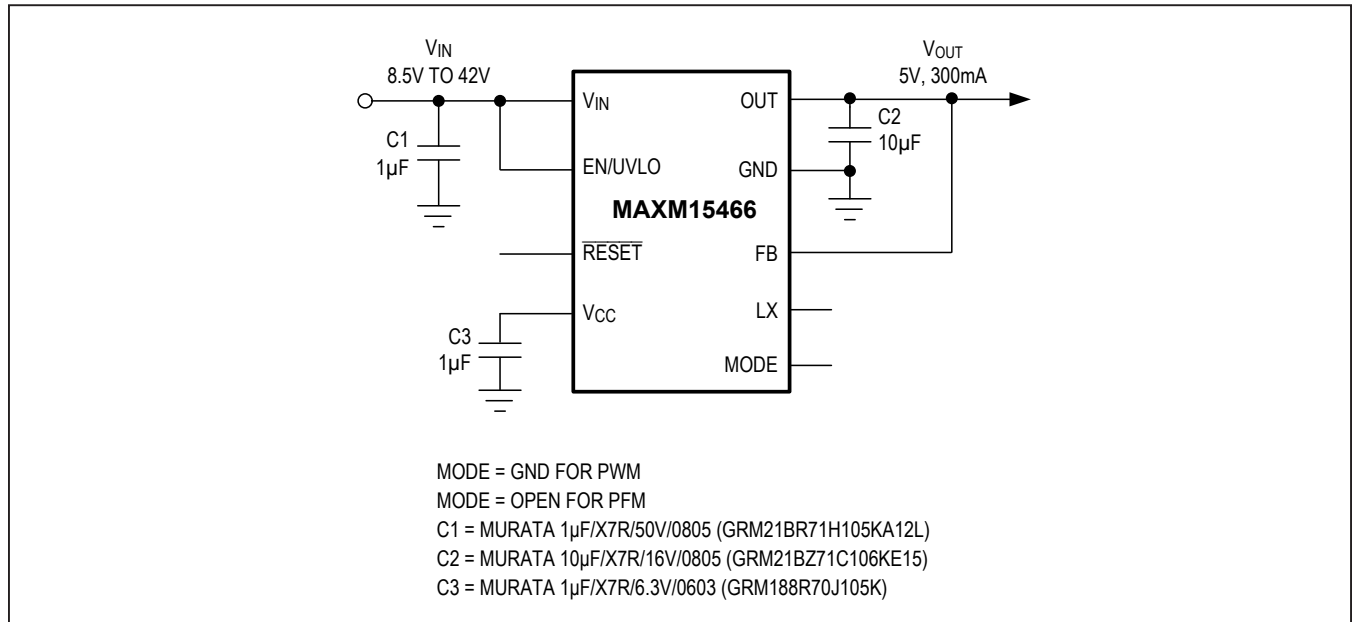 VIN
8.5V TO 42V
VOUT
5V, 300mA
VIN
OUT
C1
1µF
C2
10µF
EN/UVLO
GND
MAXM15466
RESET
FB
VCC
LX
C3
1µF
MODE
MODE = GND FOR PWM
MODE = OPEN FOR PFM
C1 = MURATA 1µF/X7R/50V/0805 (GRM21BR71H105KA12L)
C2 = MURATA 10µF/X7R/16V/0805 (GRM21BZ71C106KE15)
C3 = MURATA 1µF/X7R/6.3V/0603 (GRM188R70J105K)